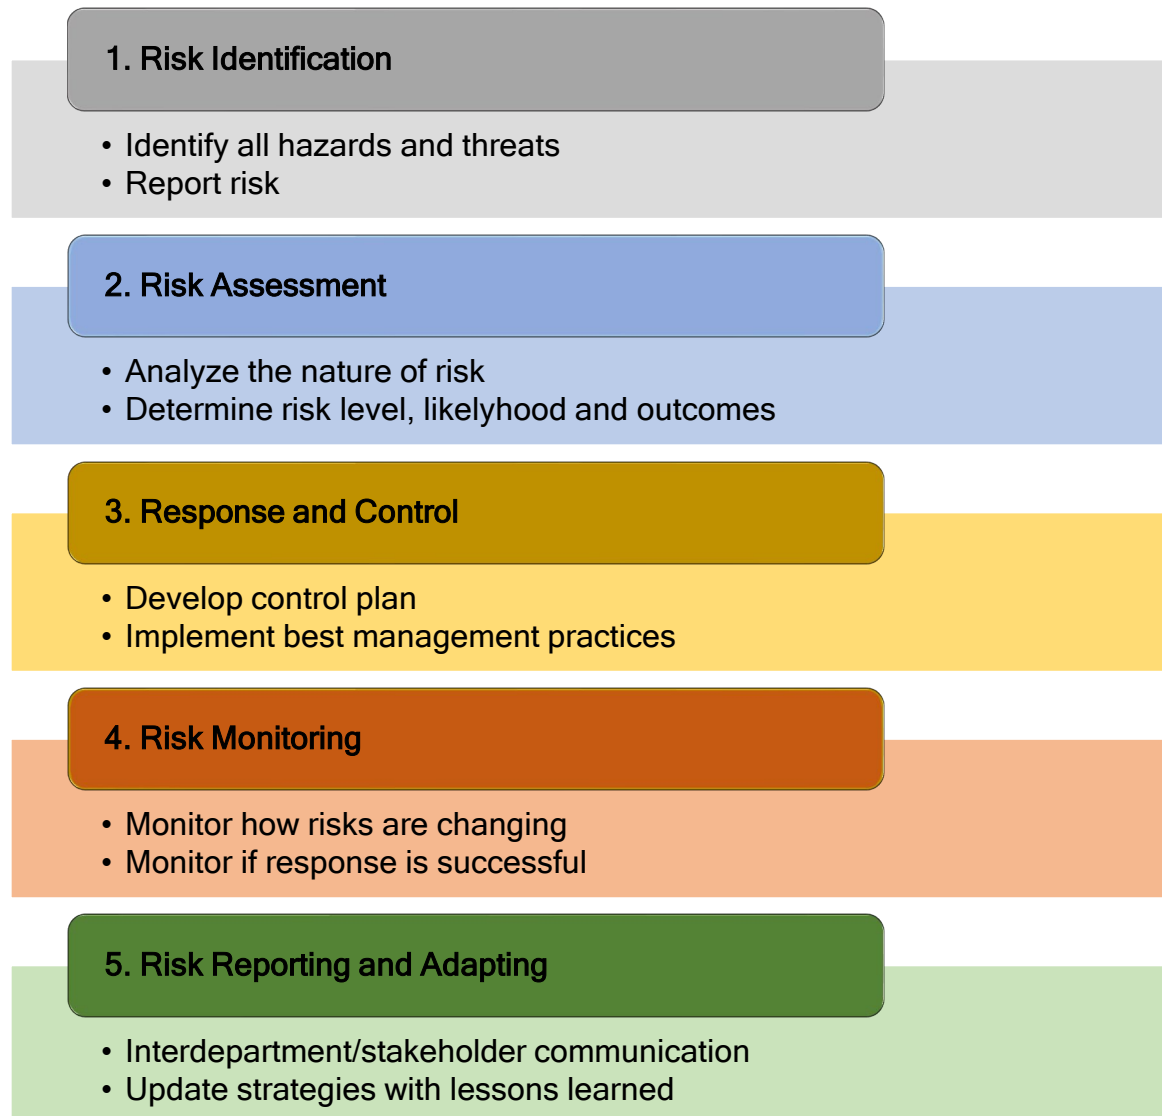 1. Risk Identification
• Identify all hazards and threats
• Report risk
2. Risk Assessment
• Analyze the nature of risk
• Determine risk level, likelyhood and outcomes
3. Response and Control
• Develop control plan
• Implement best management practices
4. Risk Monitoring
• Monitor how risks are changing
• Monitor if response is successful
5. Risk Reporting and Adapting
• Interdepartment/stakeholder communication
• Update strategies with lessons learned